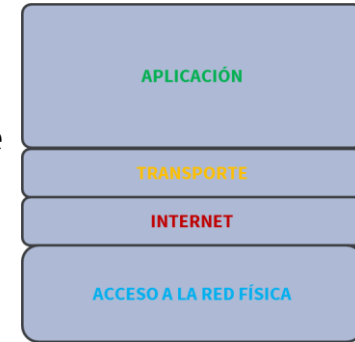 APLICACIÓN
e
TRANSPORTE
INTERNET
ACCESO A LA RED FÍSICA